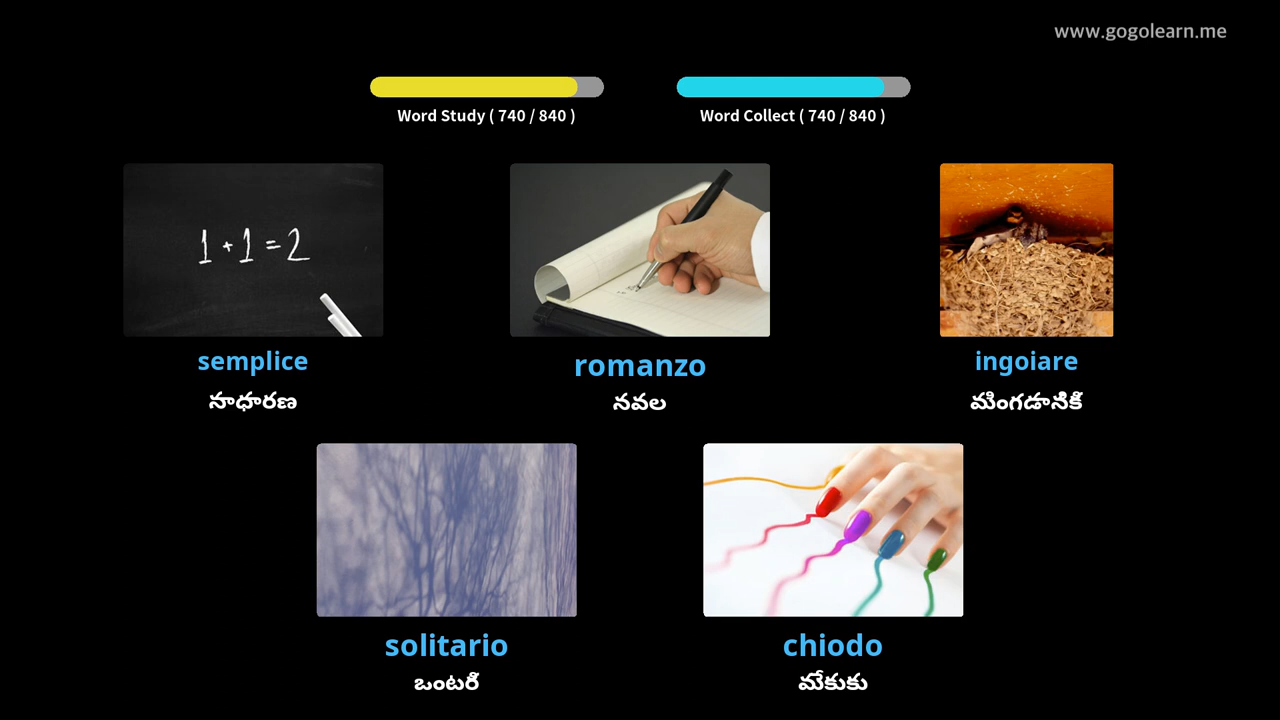 www.gogolearn.me
Word Study ( 740 / 840 )
Word Collect ( 740 / 840 )
1 + 1 = 2
semplice
సాధారణ
romanzo
నవల
ingoiare
మింగడానికి
solitario
ఒంటరి
chiodo
మేకుకు